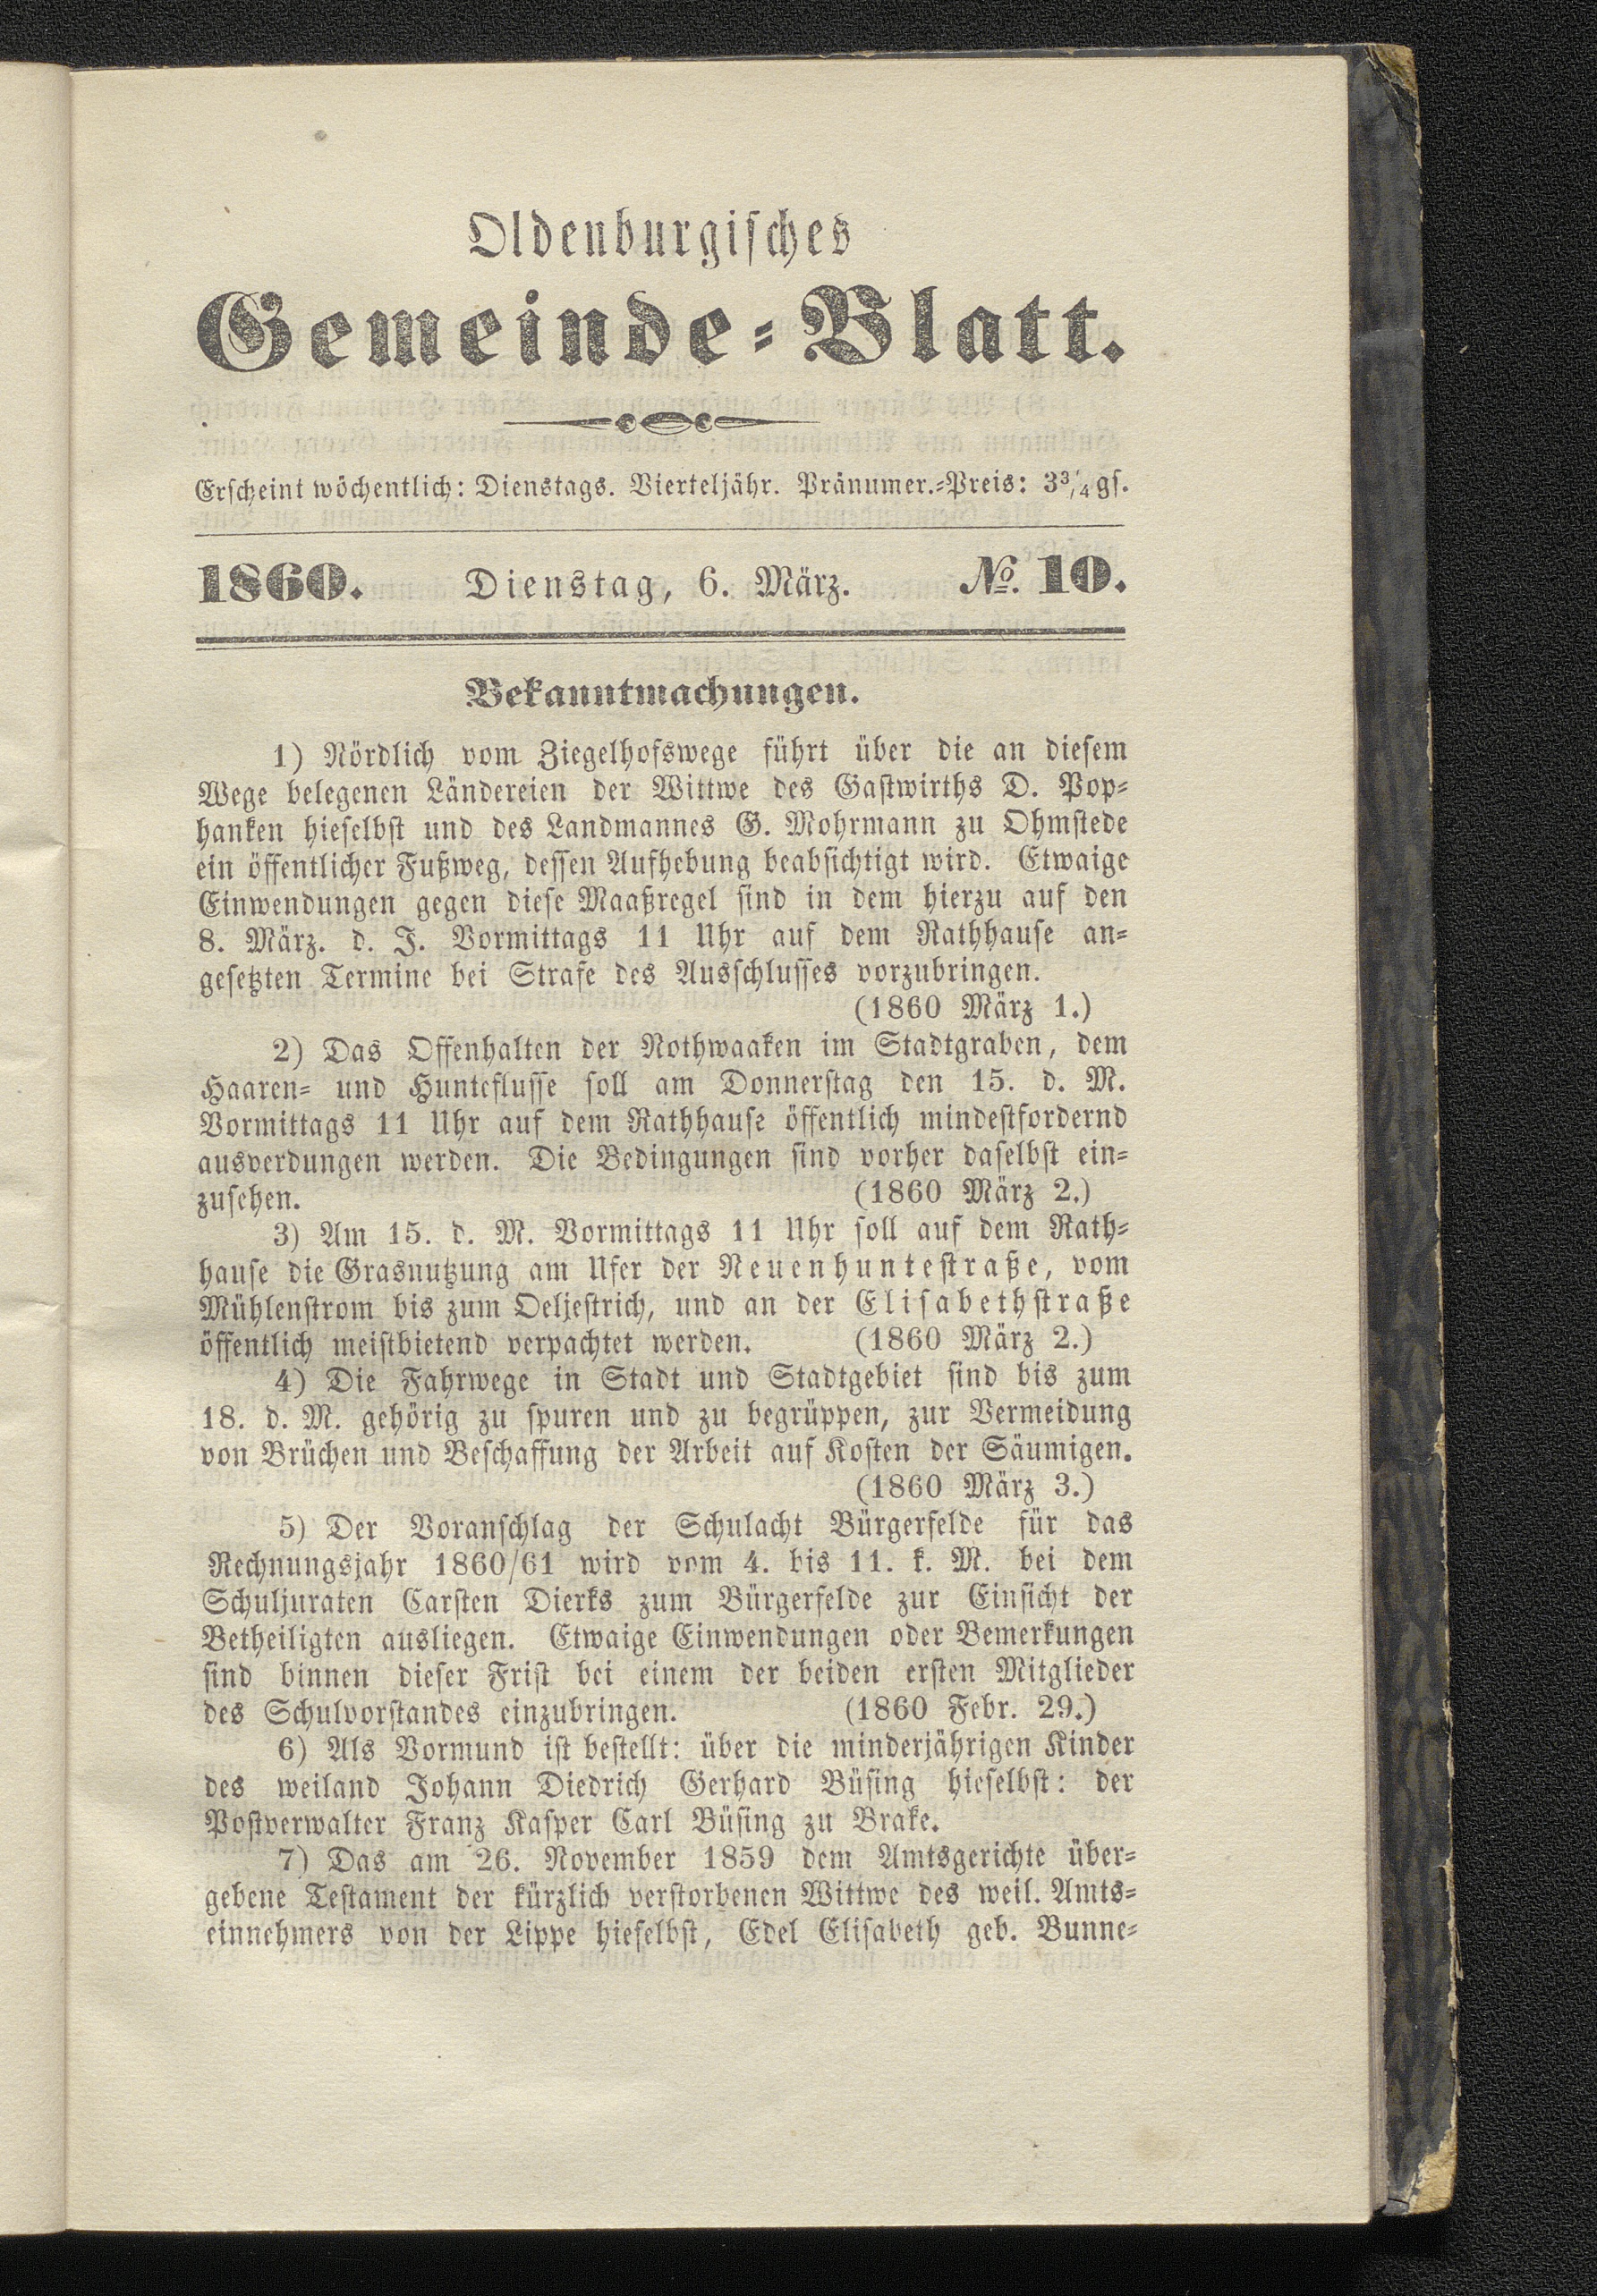 Oldenburgisches
Gemeinde-Blatt.
Erscheint wöchentlich: Dienstags. Vierteljähr. Pränumer.-Preis: 3¾ gs.
1860. Dienstag, 6. März. No. 10.
Bekanntmachungen.
1) Nördlich vom Ziegelhofswege führt über die an diesem
Wege belegenen Ländereien der Wittwe des Gastwirths D. Pop-
hanken hieselbst und des Landmannes G. Mohrmann zu Ohmstede
ein öffentlicher Fußweg, dessen Aufhebung beabsichtigt wird. Etwaige
Einwendungen gegen diese Maaßregel sind in dem hierzu auf den
8. März. d. J. Vormittags 11 Uhr auf dem Rathhause an-
gesetzten Termine bei Strafe des Ausschlusses vorzubringen.
(1860 März 1.)
2) Das Offenhalten der Nothwaaken im Stadtgraben, dem
Haaren- und Hunteflusse soll am Donnerstag den 15. d. M.
Vormittags 11 Uhr auf dem Rathhause öffentlich mindestfordernd
ausverdungen werden. Die Bedingungen sind vorher daselbst ein-
zusehen. (1860 März 2.)
3) Am 15. d. M. Vormittags 11 Uhr soll auf dem Rath-
hause die Grasnutzung am Ufer der Neuenhuntestraße, vom
Mühlenstrom bis zum Oeljestrich, und an der Elisabethstraße
öffentlich meistbietend verpachtet werden. (1860 März 2.)
4) Die Fahrwege in Stadt und Stadtgebiet sind bis zum
18. d. M. gehörig zu spuren und zu begrüppen, zur Vermeidung
von Brüchen und Beschaffung der Arbeit auf Kosten der Säumigen.
(1860 März 3.)
5) Der Voranschlag der Schulacht Bürgerfelde für das
Rechnungsjahr 1860/61 wird vom 4. bis 11. k. M. bei dem
Schuljuraten Carsten Dierks zum Bürgerfelde zur Einsicht der
Betheiligten ausliegen. Etwaige Einwendungen oder Bemerkungen
sind binnen dieser Frist bei einem der beiden ersten Mitglieder
des Schulvorstandes einzubringen. (1860 Febr. 29.)
6) Als Vormund ist bestellt: über die minderjährigen Kinder
des weiland Johann Diedrich Gerhard Büsing hieselbst: der
Postverwalter Franz Kasper Carl Büsing zu Brake.
7) Das am 26. November 1859 dem Amtsgerichte über-
gebene Testament der kürzlich verstorbenen Wittwe des weil. Amts-
einnehmers von der Lippe hieselbst, Edel Elisabeth geb. Bunne-